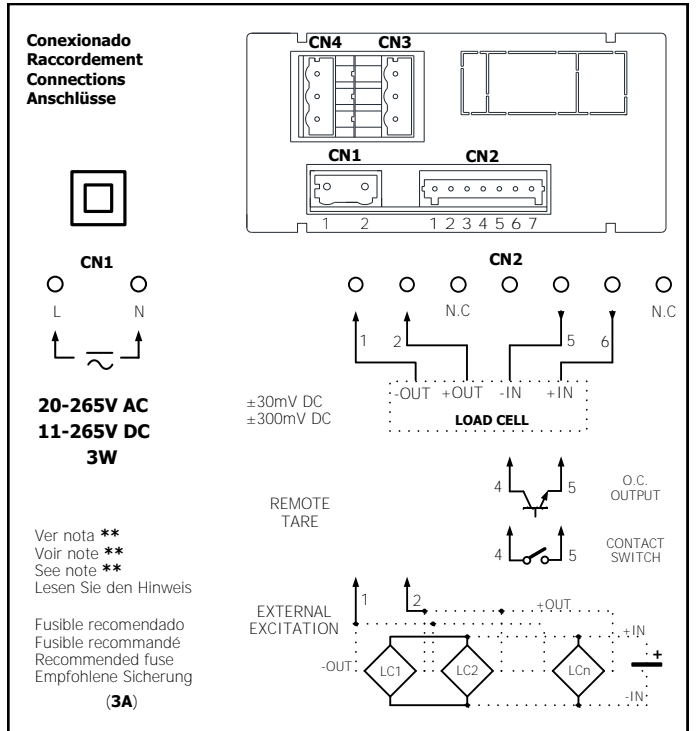 Conexionado
Raccordement
Connections
Anschlüsse
CN4 CN3
CN1 CN2
1 2 1 2 3 4 5 6 7
CN1
L N
20-265V AC
11-265V DC
3W
CN2
N.C N.C
1 2 5 6
-OUT +OUT -IN +IN
LOAD CELL
±30mV DC
±300mV DC
REMOTE
TARE
4 5
O.C.
OUTPUT
4 5
CONTACT
SWITCH
Ver nota **
Voir note **
See note **
Lesen Sie den Hinweis
Fusible recomendado
Fusible recommandé
Recommended fuse
Empfohlene Sicherung
(3A)
EXTERNAL
EXCITATION
1 2
+OUT
+IN
-OUT
LC1 LC2 LCn
+
-IN